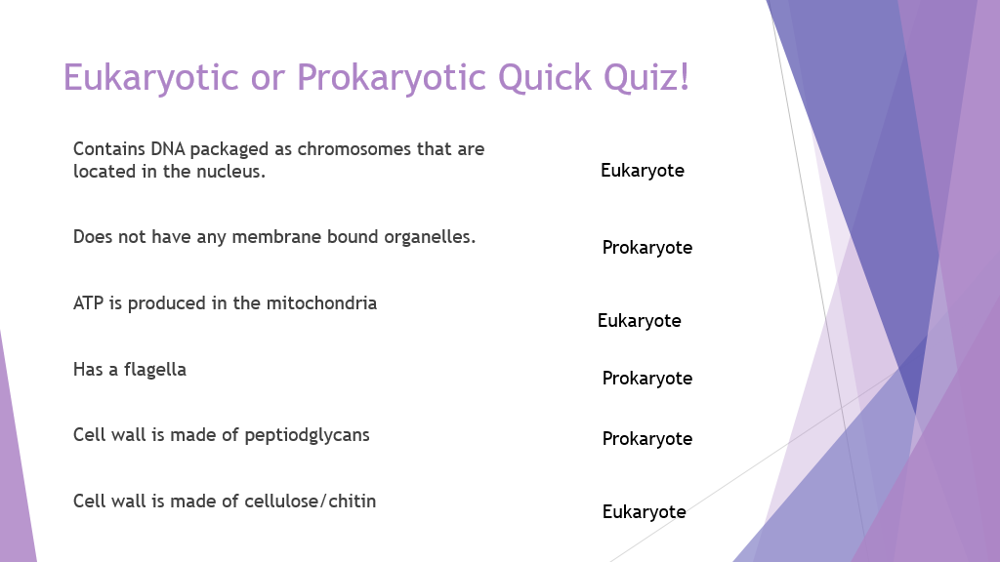 Eukaryotic or Prokaryotic Quick Quiz!
Contains DNA packaged as chromosomes that are
located in the nucleus.
Eukaryote
Does not have any membrane bound organelles.
Prokaryote
ATP is produced in the mitochondria
Eukaryote
Has a flagella
Prokaryote
Cell wall is made of peptiodglycans
Prokaryote
Cell wall is made of cellulose/chitin
Eukaryote